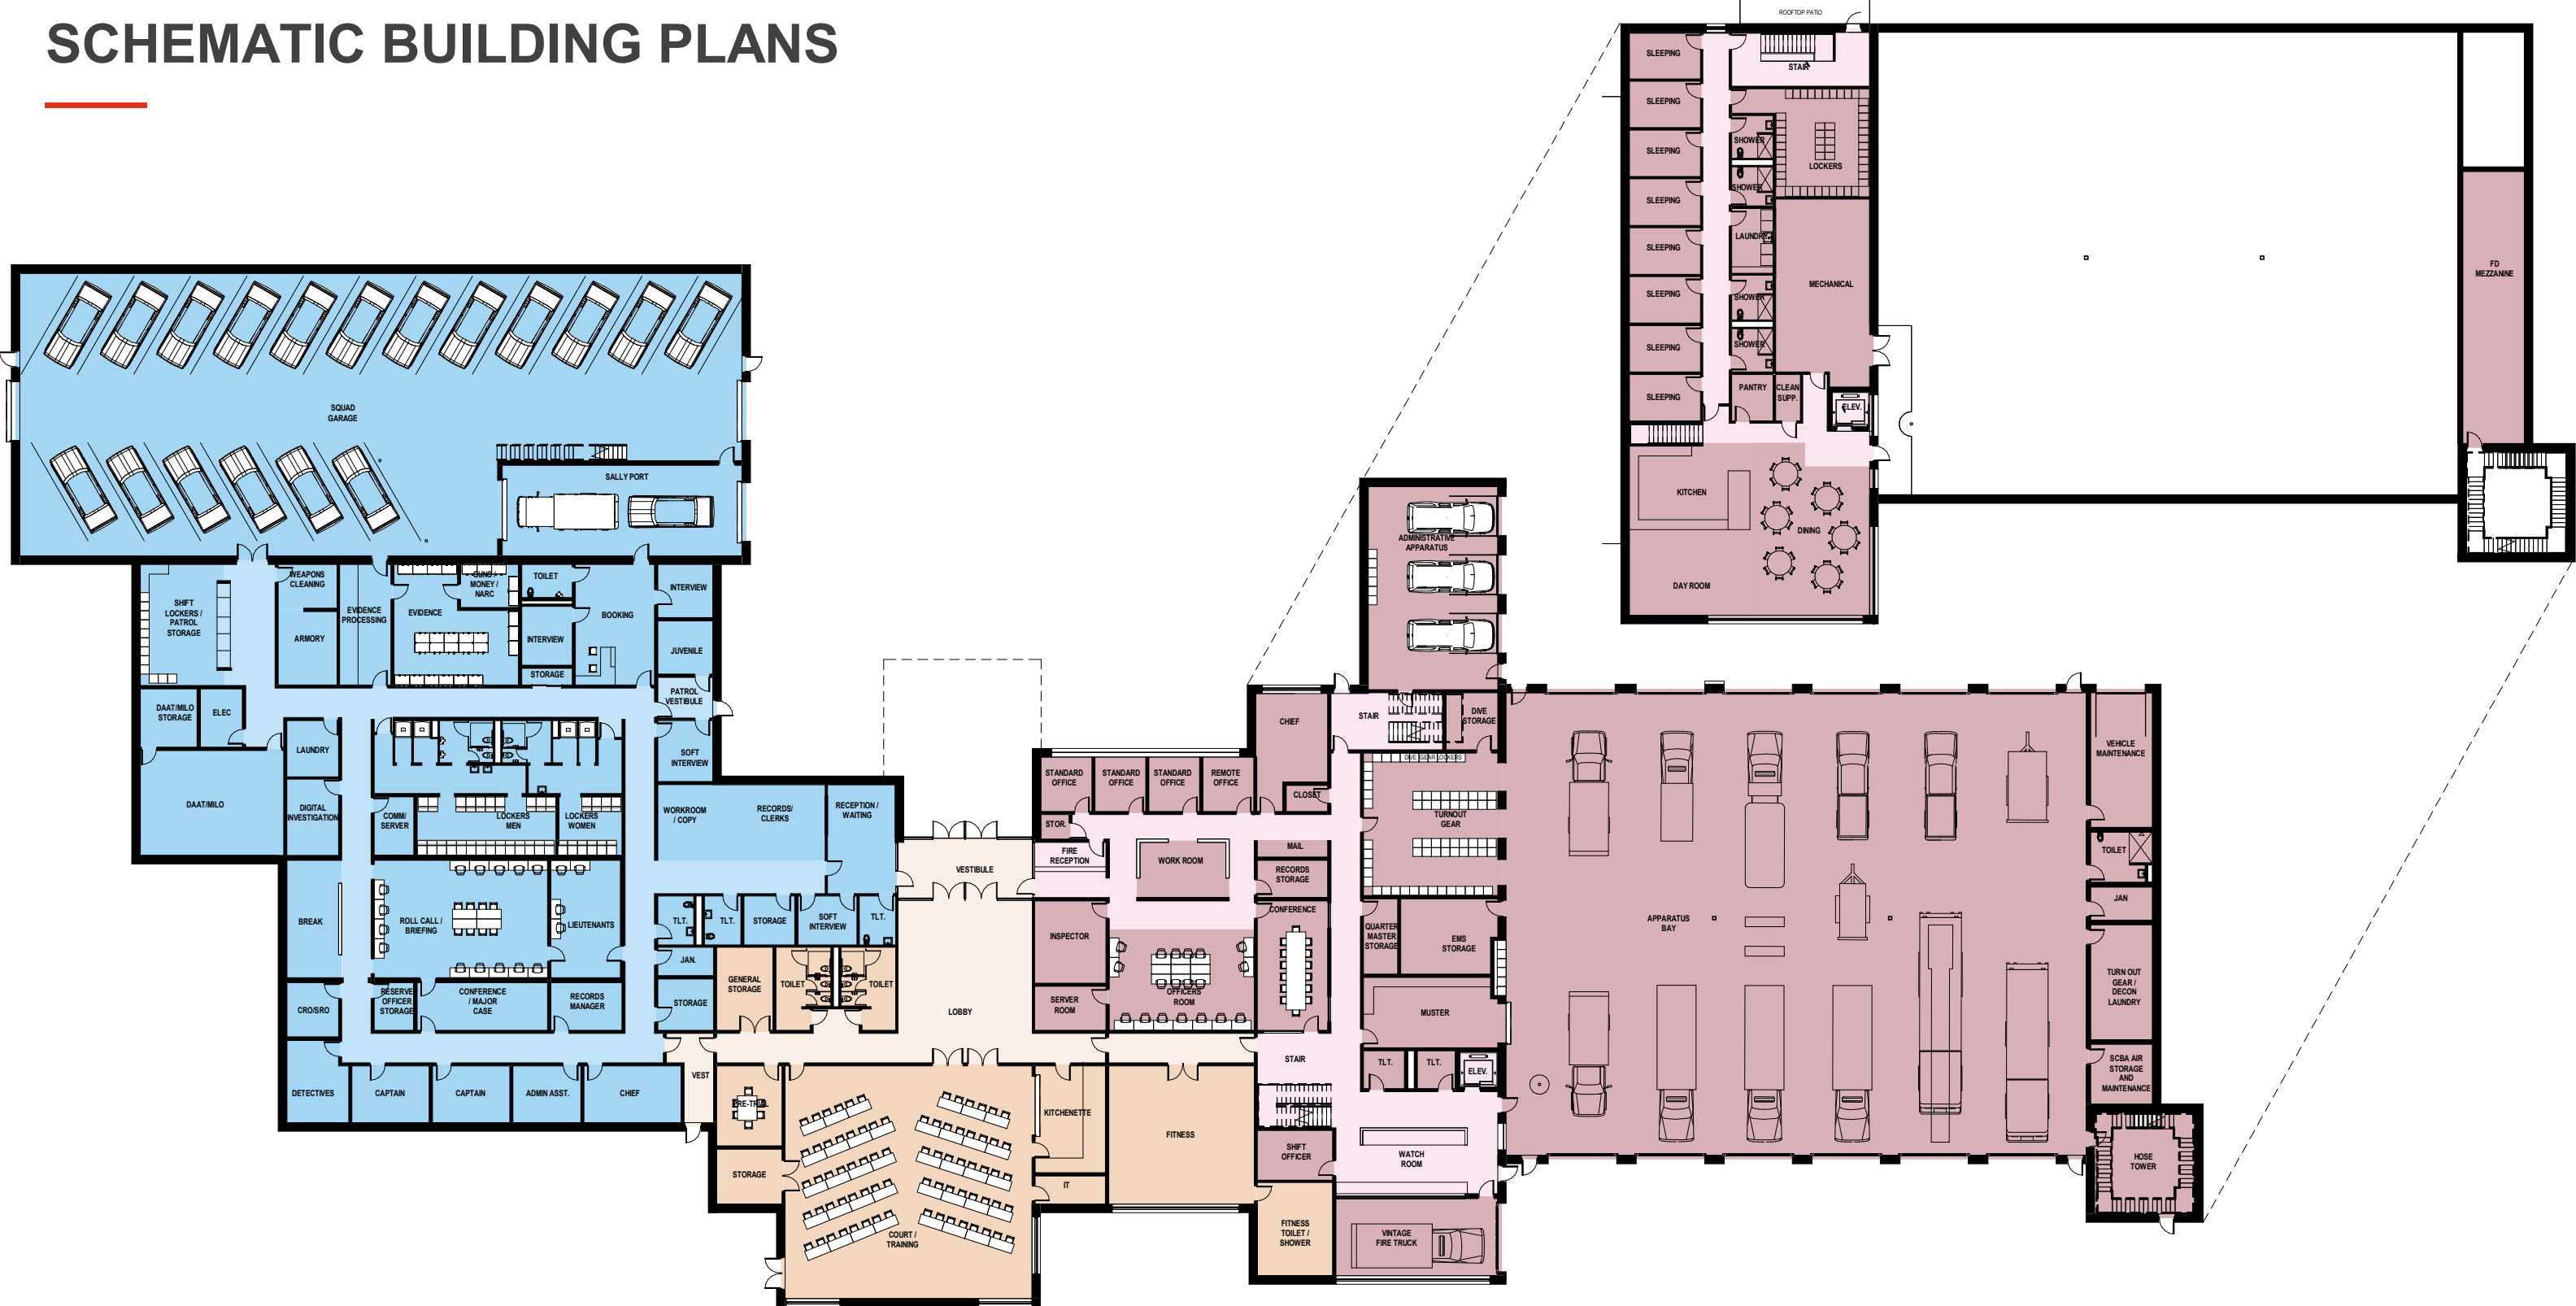 SCHEMATIC BUILDING PLANS
ROOFTOP PATIO
SLEEPING
STAIR
SLEEPING
SHOWER
SLEEPING
LOCKERS
SHOWER
SLEEPING
LAUNDRY
SLEEPING
MECHANICAL
SLEEPING
SHOWER
SLEEPING
SHOWER
SLEEPING
PANTRY
CLEAN
SUPP.
ELEV.
KITCHEN
DINING
DAY ROOM
FD
MEZZANINE
SQUAD
GARAGE
SALLY PORT
SHIFT
LOCKERS /
PATROL
STORAGE
WEAPONS
CLEANING
ARMORY
EVIDENCE
PROCESSING
EVIDENCE
GUNS /
MONEY /
NARC
TOILET
INTERVIEW
STORAGE
BOOKING
INTERVIEW
JUVENILE
PATROL
VESTIBULE
DAAT/MILO
STORAGE
ELEC
DAAT/MILO
LAUNDRY
DIGITAL
INVESTIGATION
COMM/
SERVER
LOCKERS
MEN
LOCKERS
WOMEN
SOFT
INTERVIEW
WORKROOM
/ COPY
RECORDS/
CLERKS
RECEPTION /
WAITING
BREAK
ROLL CALL /
BRIEFING
LIEUTENANTS
TLT.
TLT.
STORAGE
SOFT
INTERVIEW
TLT.
JAN.
STORAGE
CRO/SRO
RESERVE
OFFICER
STORAGE
CONFERENCE
/ MAJOR
CASE
RECORDS
MANAGER
DETECTIVES
CAPTAIN
CAPTAIN
ADMIN ASST.
CHIEF
VEST
GENERAL
STORAGE
TOILET
TOILET
VESTIBULE
LOBBY
PRE-TRIAL
STORAGE
COURT /
TRAINING
KITCHENETTE
IT
FITNESS
FITNESS
TOILET /
SHOWER
STANDARD
OFFICE
STANDARD
OFFICE
STANDARD
OFFICE
REMOTE
OFFICE
CHIEF
CLOSET
STOR.
FIRE
RECEPTION
WORK ROOM
MAIL
RECORDS
STORAGE
INSPECTOR
SERVER
ROOM
OFFICERS
ROOM
CONFERENCE
ADMINISTRATIVE
APPARATUS
STAIR
DIVE
STORAGE
DIVE GEAR LOCKERS
TURNOUT
GEAR
QUARTER
MASTER
STORAGE
EMS
STORAGE
MUSTER
STAIR
TLT.
TLT.
ELEV.
SHIFT
OFFICER
WATCH
ROOM
VINTAGE
FIRE TRUCK
APPARATUS
BAY
VEHICLE
MAINTENANCE
TOILET
JAN
TURN OUT
GEAR /
DECON
LAUNDRY
SCBA AIR
STORAGE
AND
MAINTENANCE
HOSE
TOWER